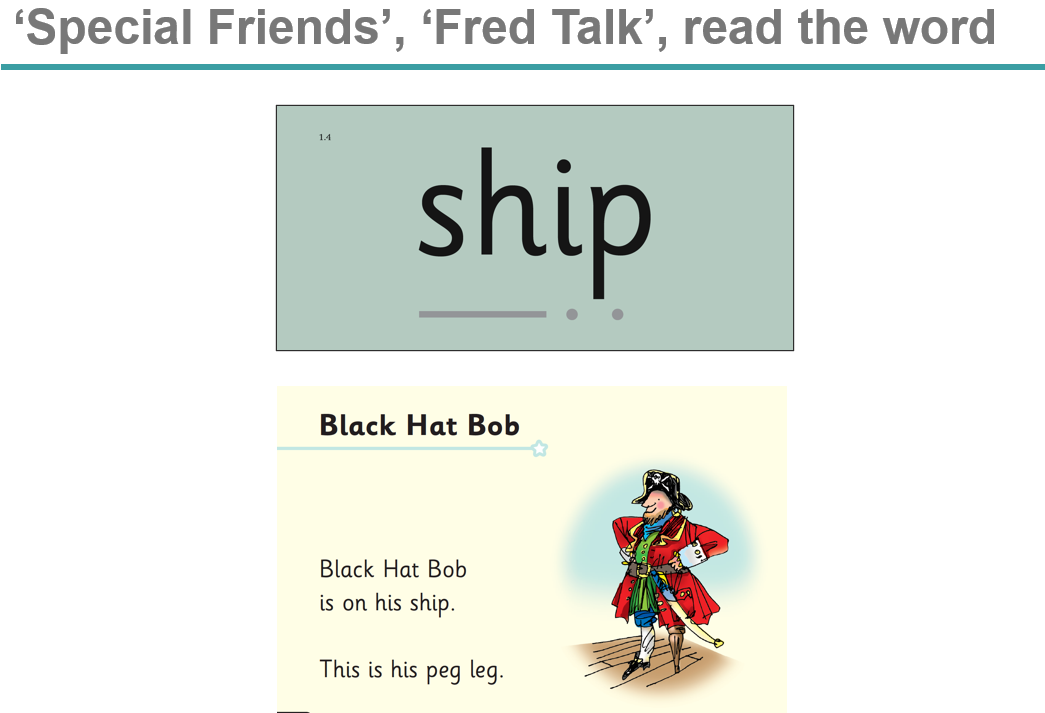 ‘Special Friends’, ‘Fred Talk’, read the word
1.4
ship
Black Hat Bob
Black Hat Bob
is on his ship.
This is his peg leg.